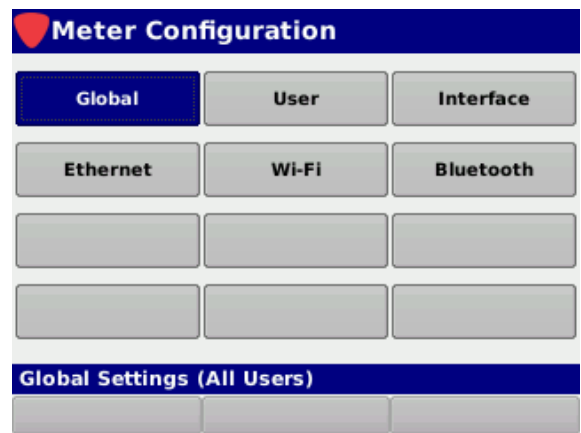 Meter Configuration
Global User Interface
Ethernet Wi-Fi Bluetooth
Global Settings (All Users)